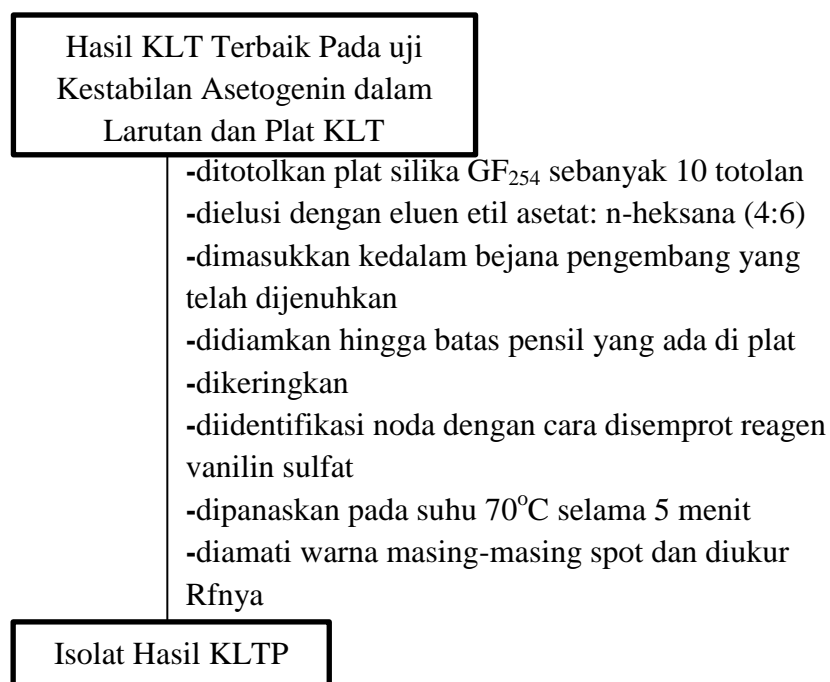 Hasil KLT Terbaik Pada uji
Kestabilan Asetogenin dalam
Larutan dan Plat KLT
-ditotolkan plat silika GF₂₅₄ sebanyak 10 totolan
-dielusi dengan eluen etil asetat: n-heksana (4:6)
-dimasukkan kedalam bejana pengembang yang
telah dijenuhkan
-didiamkan hingga batas pensil yang ada di plat
-dikeringkan
-diidentifikasi noda dengan cara disemprot reagen
vanilin sulfat
-dipanaskan pada suhu 70°C selama 5 menit
-diamati warna masing-masing spot dan diukur
Rfnya
Isolat Hasil KLTP